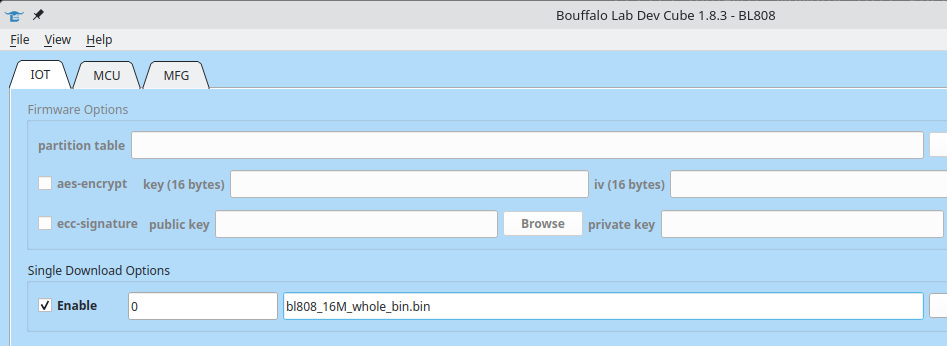 Bouffalo Lab Dev Cube 1.8.3 - BL808
File View Help
IOT MCU MFG
Firmware Options
partition table
aes-encrypt key (16 bytes) iv (16 bytes)
ecc-signature public key Browse private key
Single Download Options
Enable 0 bl808_16M_whole_bin.bin